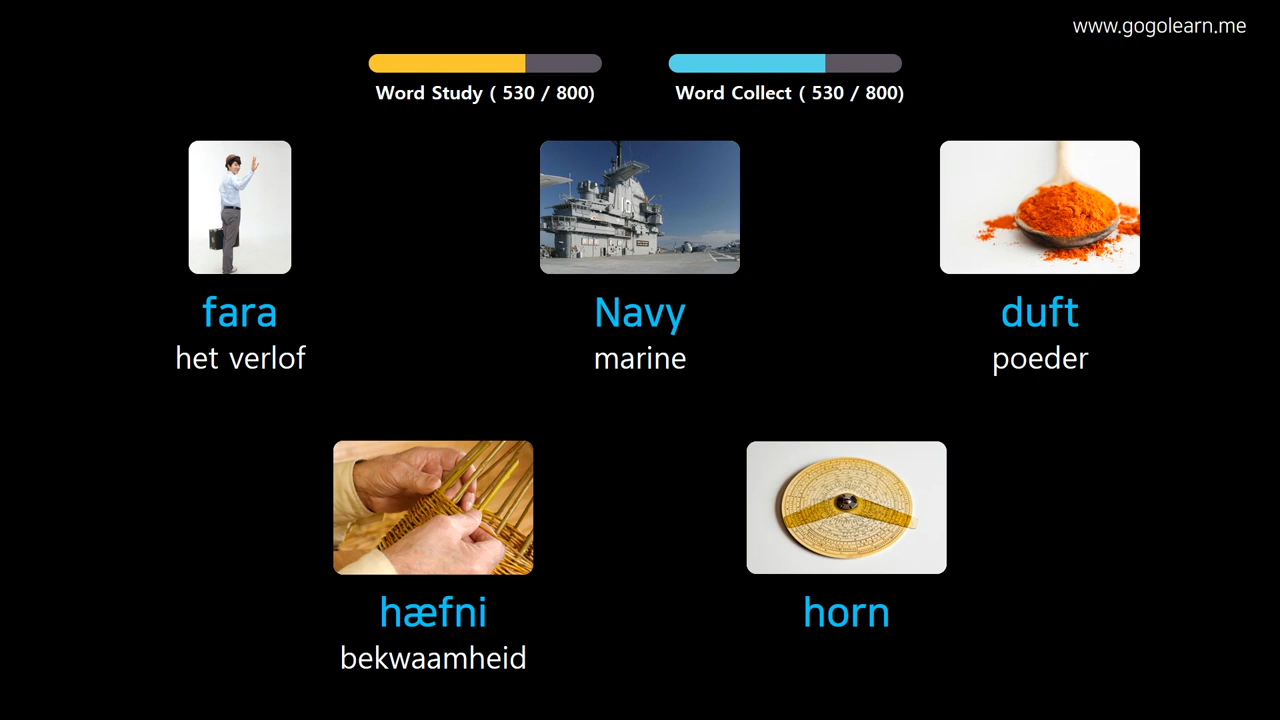 www.gogolearn.me
Word Study ( 530 / 800)
Word Collect ( 530 / 800)
fara
het verlof
Navy
marine
duft
poeder
hæfni
bekwaamheid
horn